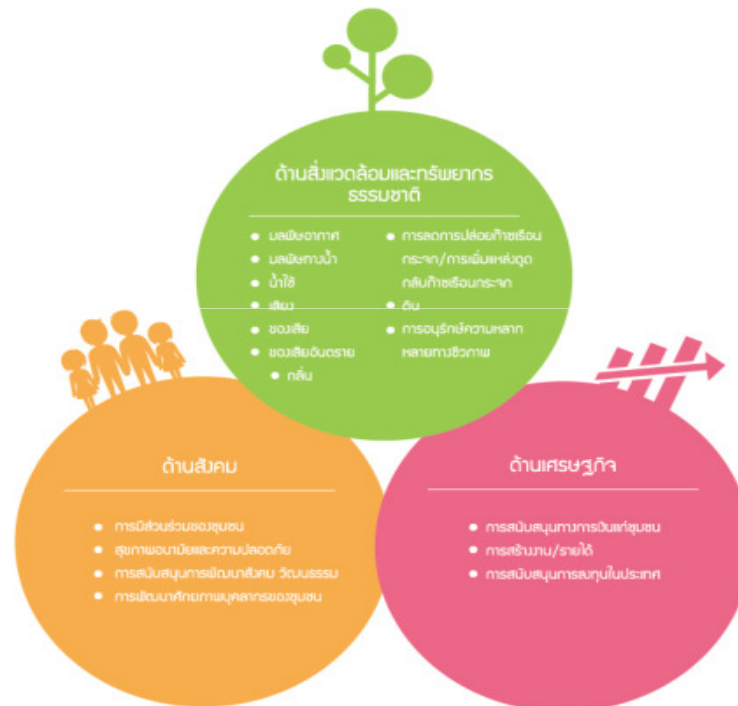 ด้านสิ่งแวดล้อมและทรัพยากร
ธรรมชาติ
• มลพิษอากาศ
• มลพิษทางน้ำ
• น้ำใช้
• เสียง
• ของเสีย
• ของเสียอันตราย
• กลิ่น
• การลดการปล่อยก๊าซเรือน
กระจก/การเพิ่มแหล่งดูด
กลับก๊าซเรือนกระจก
• ดิน
• การอนุรักษ์ความหลาก
หลายทางชีวภาพ
ด้านสังคม
• การมีส่วนร่วมของชุมชน
• สุขภาพอนามัยและความปลอดภัย
• การสนับสนุนการพัฒนาสังคม วัฒนธรรม
• การพัฒนาศักยภาพบุคลากรของชุมชน
ด้านเศรษฐกิจ
• การสนับสนุนทางการเงินแก่ชุมชน
• การสร้างงาน/รายได้
• การสนับสนุนการลงทุนในประเทศ